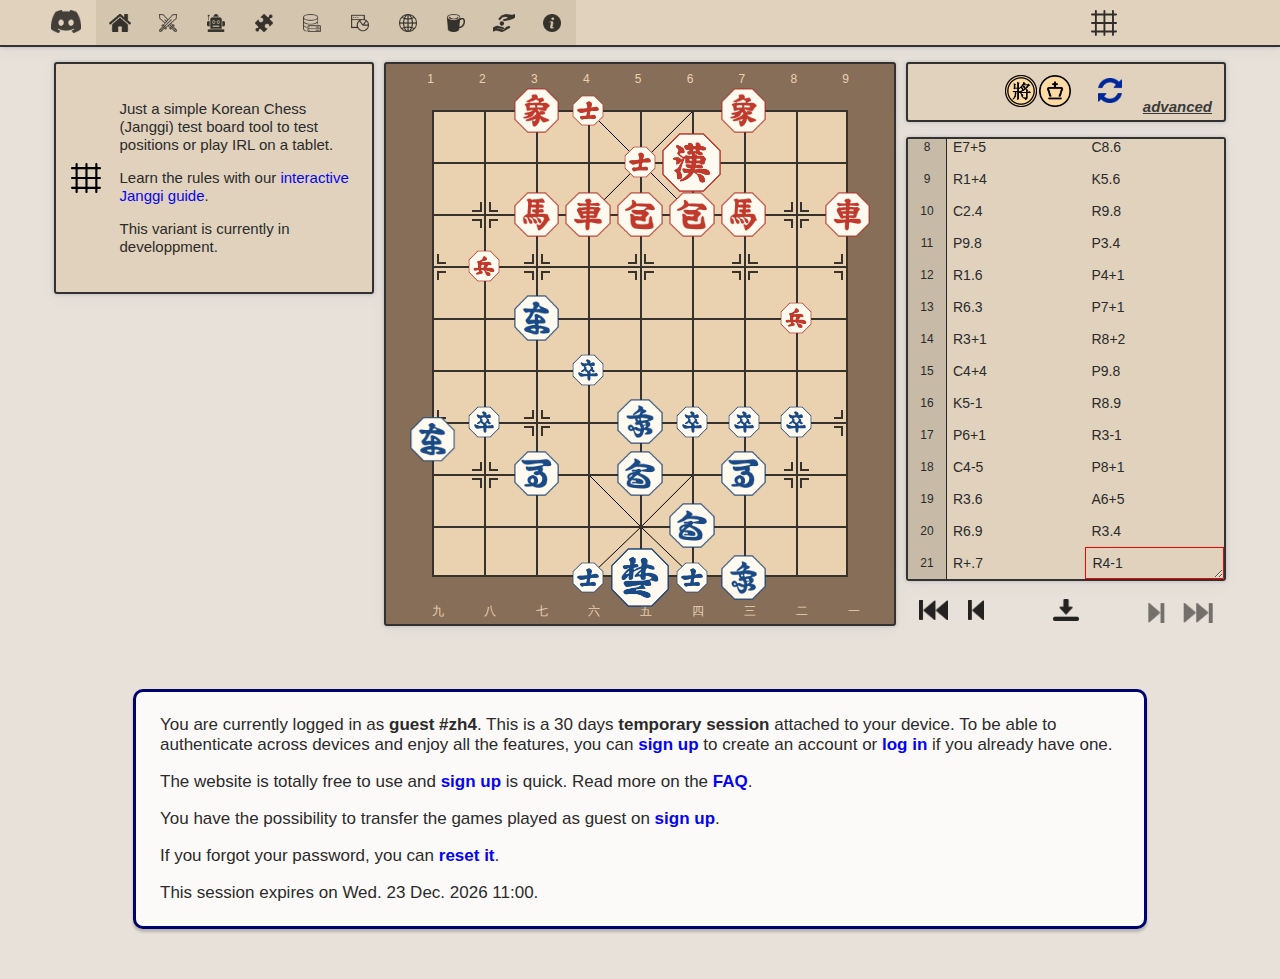 Just a simple Korean Chess
(Janggi) test board tool to test
positions or play IRL on a tablet.
Learn the rules with our interactive
Janggi guide.
This variant is currently in
developpment.
1 2 3 4 5 6 7 8 9
象 士 象
士 漢
馬 車 包 包 馬 車
兵
兵
卒
卒 卒 卒 卒
士 楚 士
九 八 七 六 五 四 三 二 一
將
advanced
8 E7+5 C8.6
9 R1+4 K5.6
10 C2.4 R9.8
11 P9.8 P3.4
12 R1.6 P4+1
13 R6.3 P7+1
14 R3+1 R8+2
15 C4+4 P9.8
16 K5-1 R8.9
17 P6+1 R3-1
18 C4-5 P8+1
19 R3.6 A6+5
20 R6.9 R3.4
21 R+.7 R4-1
You are currently logged in as guest #zh4. This is a 30 days temporary session attached to your device. To be able to
authenticate across devices and enjoy all the features, you can sign up to create an account or log in if you already have one.
The website is totally free to use and sign up is quick. Read more on the FAQ.
You have the possibility to transfer the games played as guest on sign up.
If you forgot your password, you can reset it.
This session expires on Wed. 23 Dec. 2026 11:00.